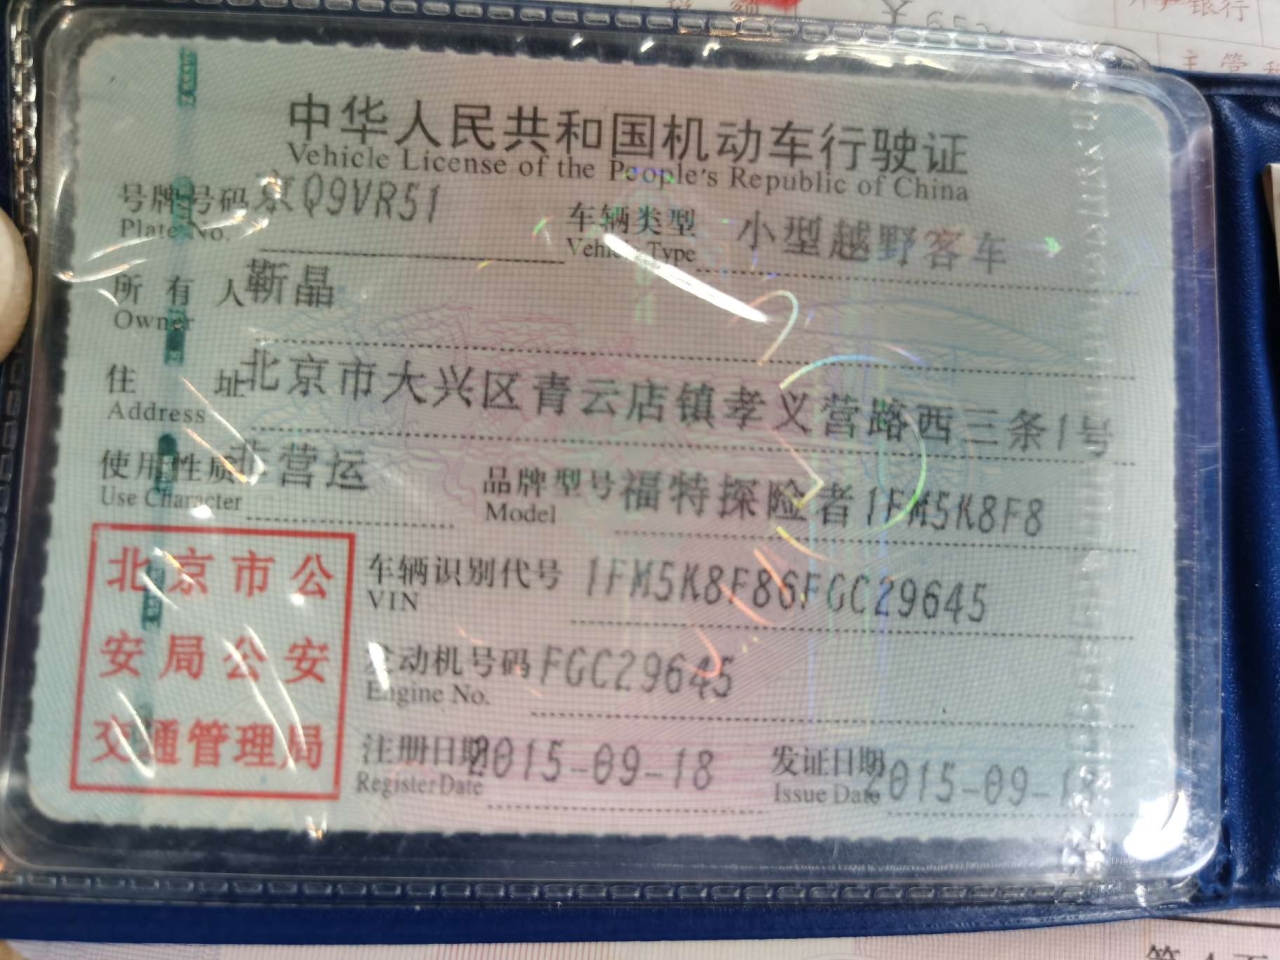 中华人民共和国机动车行驶证
Vehicle License of the People's Republic of China
号牌号码 京Q9VR51 车辆类型 小型越野客车
Plate No. Vehicle Type
所有人 靳晶
Owner
住址 北京市大兴区青云店镇孝义营路西三条1号
Address
使用性质 非营运 品牌型号 福特探险者1FM5K8F8
Use Character Model
北京市公
安局公安
交通管理局
车辆识别代号 1FM5K8F86FGC29645
VIN
发动机号码 FGC29645
Engine No.
注册日期 2015-09-18 发证日期 2015-09-18
Register Date Issue Date